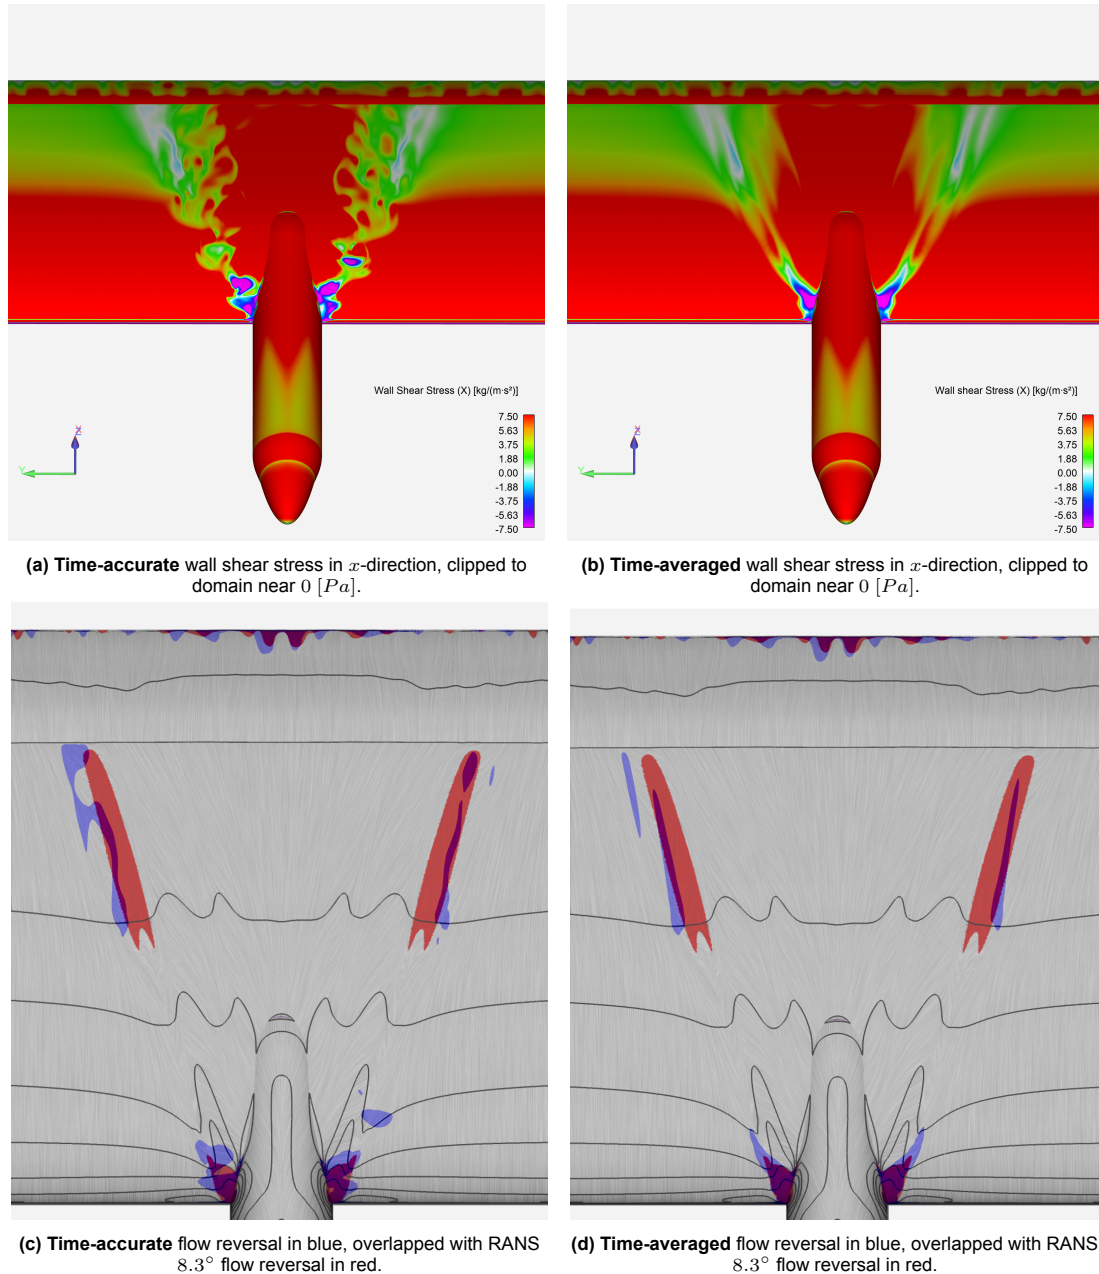 Wall Shear Stress (X) [kg/(m·s²)]
7.50
5.63
3.75
1.88
0.00
-1.88
-3.75
-5.63
-7.50
X
Y
(a) Time-accurate wall shear stress in x-direction, clipped to
domain near 0 [Pa].
Wall shear Stress (X) [kg/(m·s²)]
7.50
5.63
3.75
1.88
0.00
-1.88
-3.75
-5.63
-7.50
X
Y
(b) Time-averaged wall shear stress in x-direction, clipped to
domain near 0 [Pa].
(c) Time-accurate flow reversal in blue, overlapped with RANS
8.3° flow reversal in red.
(d) Time-averaged flow reversal in blue, overlapped with RANS
8.3° flow reversal in red.